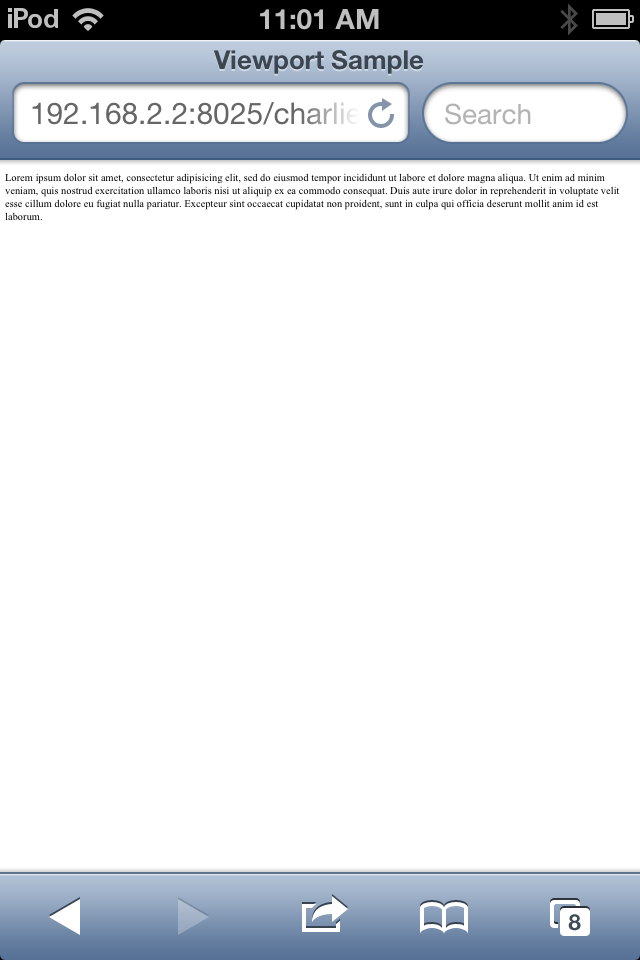 iPod 11:01 AM
Viewport Sample
192.168.2.2:8025/charlie Search
Lorem ipsum dolor sit amet, consectetur adipisicing elit, sed do eiusmod tempor incididunt ut labore et dolore magna aliqua. Ut enim ad minim
veniam, quis nostrud exercitation ullamco laboris nisi ut aliquip ex ea commodo consequat. Duis aute irure dolor in reprehenderit in voluptate velit
esse cillum dolore eu fugiat nulla pariatur. Excepteur sint occaecat cupidatat non proident, sunt in culpa qui officia deserunt mollit anim id est
laborum.
8